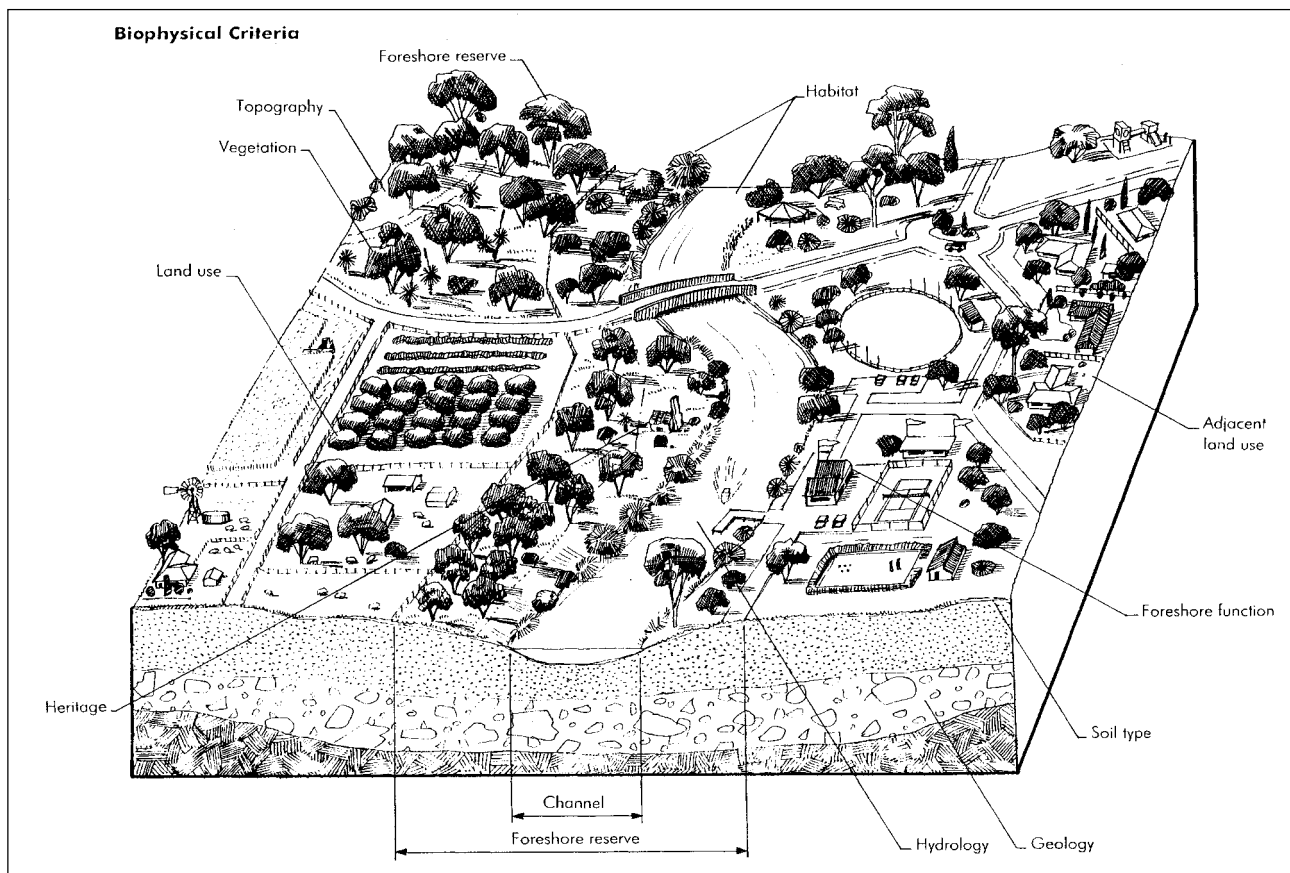 Biophysical Criteria
Foreshore reserve
Habitat
Topography
Vegetation
Land use
Adjacent
land use
Foreshore function
Heritage
Soil type
Channel
Foreshore reserve
Hydrology
Geology